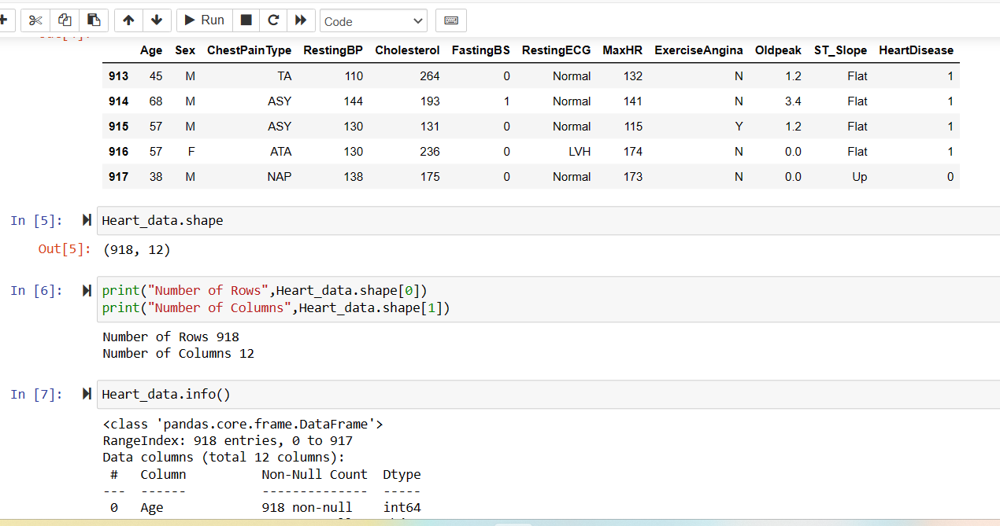 Run Code
Age Sex ChestPainType RestingBP Cholesterol FastingBS RestingECG MaxHR ExerciseAngina Oldpeak ST_Slope HeartDisease
913 45 M TA 110 264 0 Normal 132 N 1.2 Flat 1
914 68 M ASY 144 193 1 Normal 141 N 3.4 Flat 1
915 57 M ASY 130 131 0 Normal 115 Y 1.2 Flat 1
916 57 F ATA 130 236 0 LVH 174 N 0.0 Flat 1
917 38 M NAP 138 175 0 Normal 173 N 0.0 Up 0
In [5]: Heart_data.shape
Out[5]: (918, 12)
In [6]: print("Number of Rows",Heart_data.shape[0])
print("Number of Columns",Heart_data.shape[1])
Number of Rows 918
Number of Columns 12
In [7]: Heart_data.info()
<class 'pandas.core.frame.DataFrame'>
RangeIndex: 918 entries, 0 to 917
Data columns (total 12 columns):
# Column Non-Null Count Dtype
--- ------ -------------- -----
0 Age 918 non-null int64